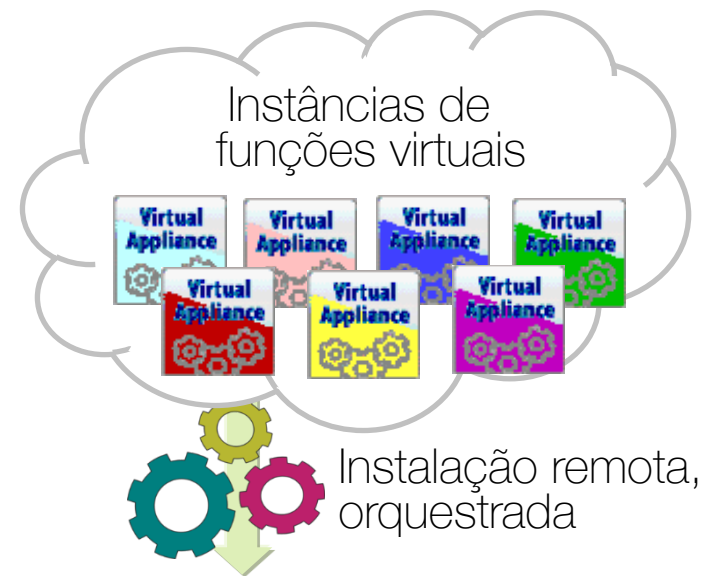 Instâncias de
funções virtuais
Virtual
Appliance
Virtual
Appliance
Virtual
Appliance
Virtual
Appliance
Virtual
Appliance
Virtual
Appliance
Virtual
Appliance
Instalação remota,
orquestrada